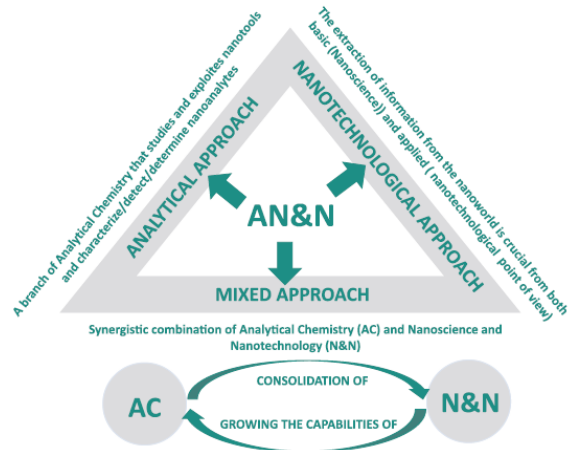 A branch of Analytical Chemistry that studies and exploites nanotools
and characterize/detect/determine nanoanalytes
ANALYTICAL APPROACH
The extraction of information from the nanoworld is crucial from both
basic (Nanoscience)) and applied ( nanotechnological point of view)
NANOTECHNOLOGICAL APPROACH
AN&N
MIXED APPROACH
Synergistic combination of Analytical Chemistry (AC) and Nanoscience and
Nanotechnology (N&N)
AC
CONSOLIDATION OF
GROWING THE CAPABILITIES OF
N&N